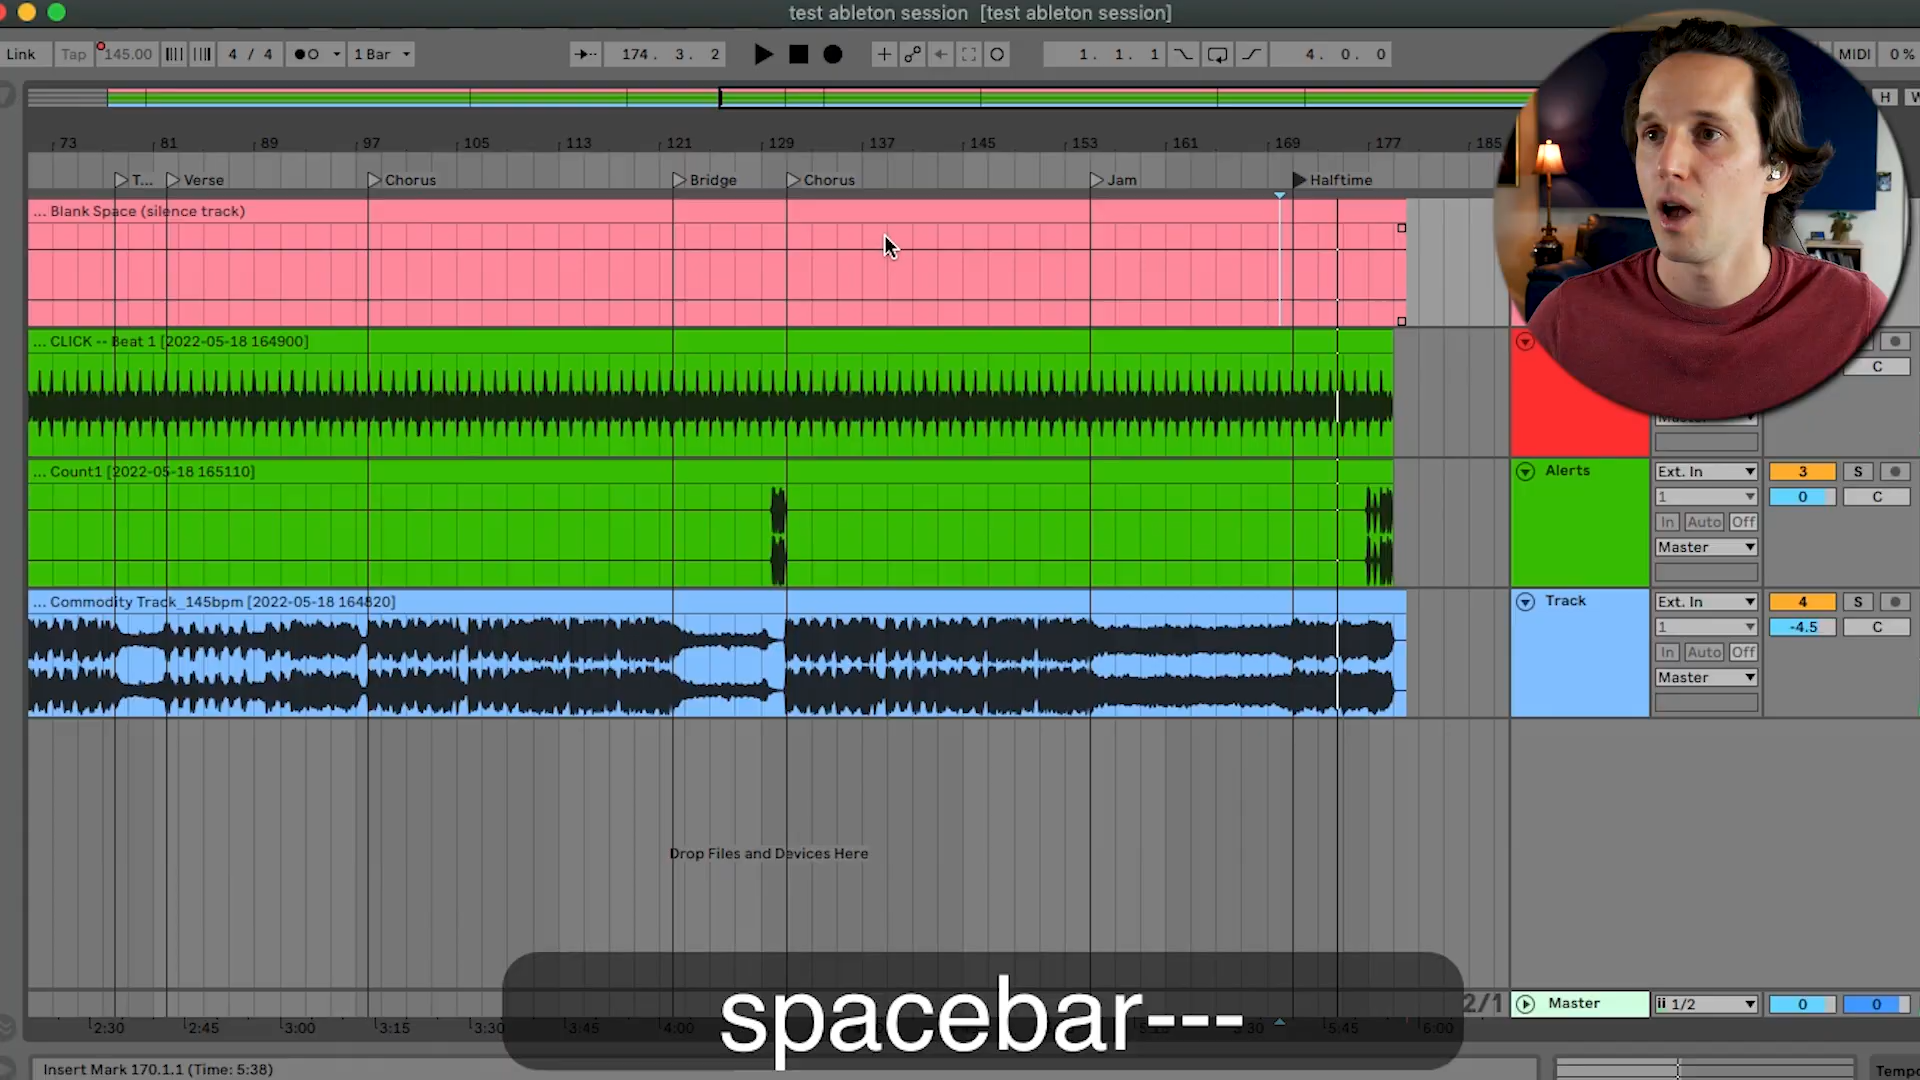 test ableton session [test ableton session]
Link Tap 145.00 4 / 4 1 Bar 174. 3. 2 1. 1. 1 4. 0. 0 MIDI 0 %
H
73 81 89 97 105 113 121 129 137 145 153 161 169 177 185
T... Verse Chorus Bridge Chorus Jam Halftime
... Blank Space (silence track)
... CLICK -- Beat 1 [2022-05-18 164900]
C
... Count1 [2022-05-18 165110]
Alerts Ext. In 3 S
1 0 C
In Auto Off
Master
... Commodity Track_145bpm [2022-05-18 164820]
Track Ext. In 4 S
1 -4.5 C
In Auto Off
Master
Drop Files and Devices Here
spacebar---
2/1 Master 1/2 0 0
2:30 2:45 3:00 3:15 3:30 3:45 4:00 5:45 6:00
Insert Mark 170.1.1 (Time: 5:38)